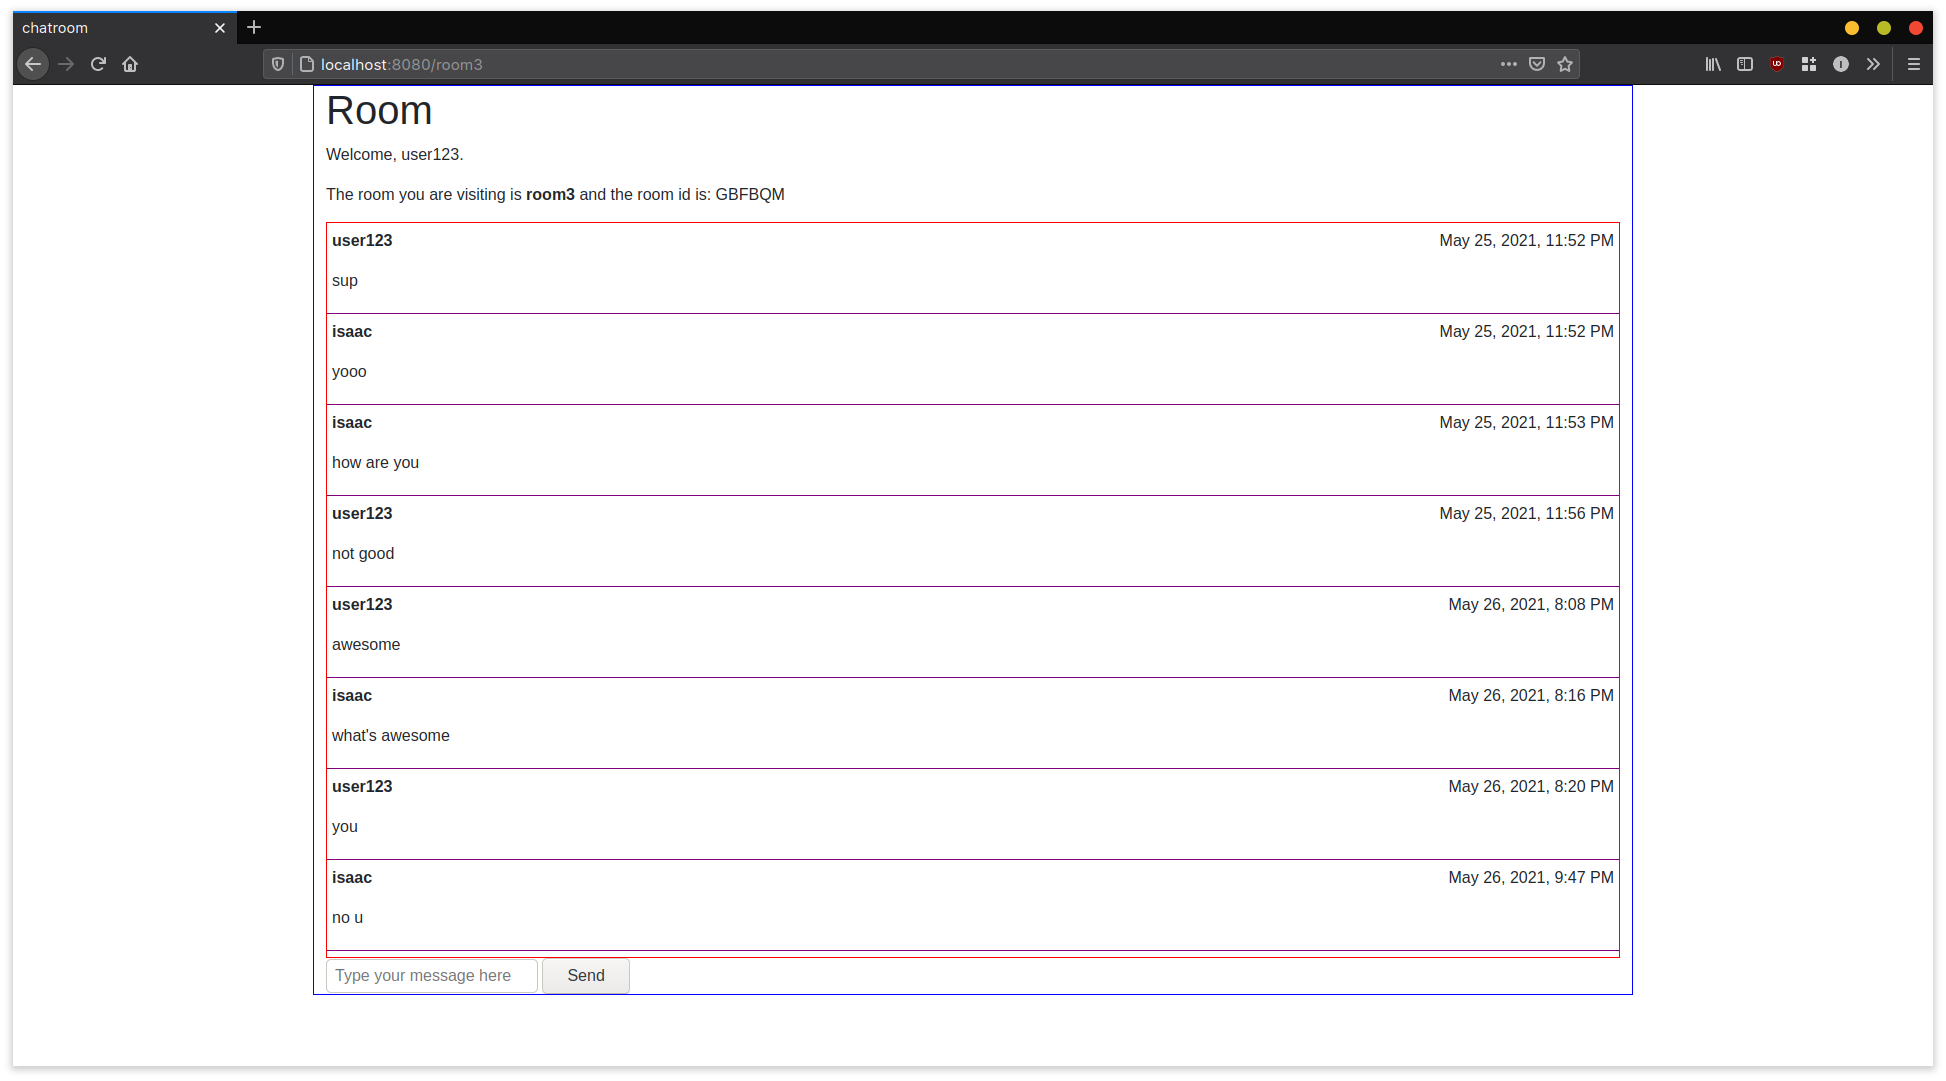 chatroom
localhost:8080/room3
Room
Welcome, user123.
The room you are visiting is room3 and the room id is: GBFBQM
user123 May 25, 2021, 11:52 PM
sup
isaac May 25, 2021, 11:52 PM
yooo
isaac May 25, 2021, 11:53 PM
how are you
user123 May 25, 2021, 11:56 PM
not good
user123 May 26, 2021, 8:08 PM
awesome
isaac May 26, 2021, 8:16 PM
what's awesome
user123 May 26, 2021, 8:20 PM
you
isaac May 26, 2021, 9:47 PM
no u
Type your message here Send